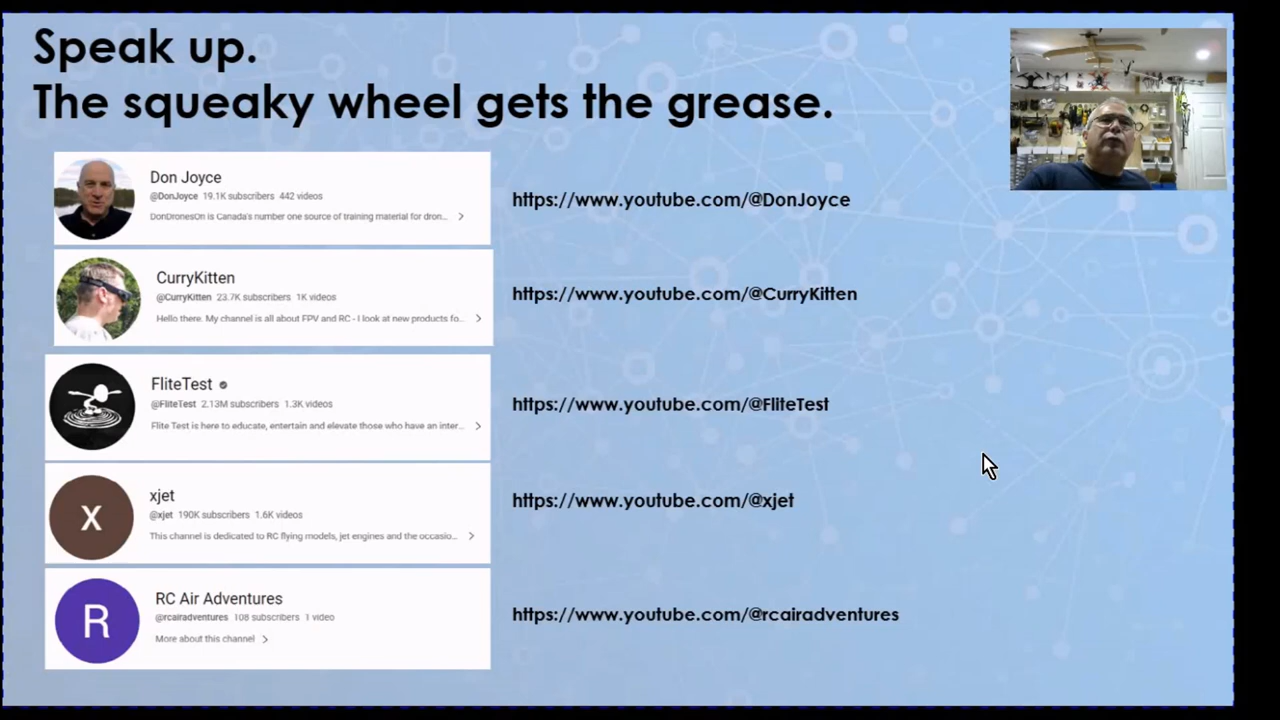 Speak up.
The squeaky wheel gets the grease.
Don Joyce
@DonJoyce 19.1K subscribers 442 videos
DonDronesOn is Canada's number one source of training material for dron...
https://www.youtube.com/@DonJoyce
CurryKitten
@CurryKitten 23.7K subscribers 1K videos
Hello there. My channel is all about FPV and RC - I look at new products fo...
https://www.youtube.com/@CurryKitten
FliteTest
@FliteTest 2.13M subscribers 1.3K videos
Flite Test is here to educate, entertain and elevate those who have an inter...
https://www.youtube.com/@FliteTest
X
xjet
@xjet 190K subscribers 1.6K videos
This channel is dedicated to RC flying models, jet engines and the occasio...
https://www.youtube.com/@xjet
R
RC Air Adventures
@rcairadventures 108 subscribers 1 video
More about this channel
https://www.youtube.com/@rcairadventures